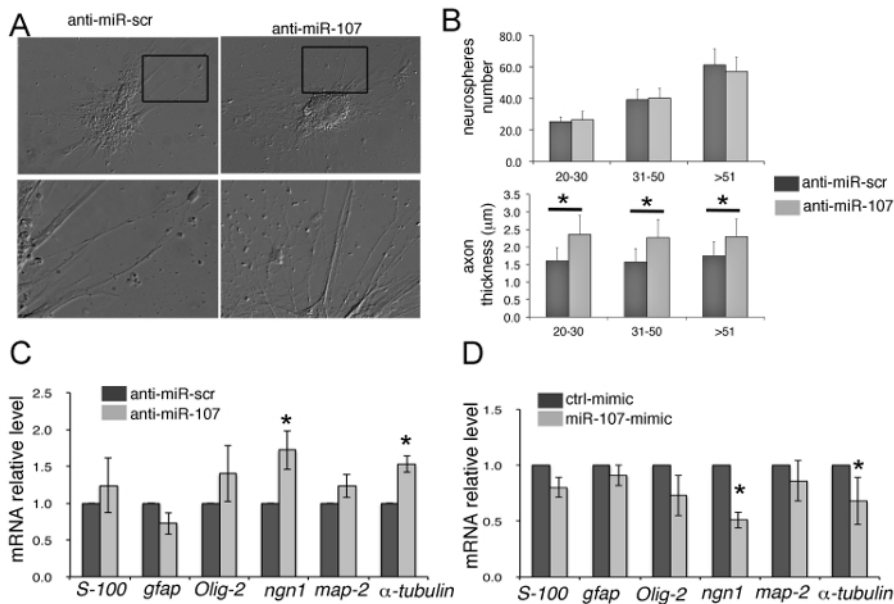 A
anti-miR-scr
anti-miR-107
B
neurospheres
number
80.0
60.0
40.0
20.0
0.0
20-30
31-50
>51
anti-miR-scr
anti-miR-107
axon
thickness (µm)
3.5
3.0
2.5
2.0
1.5
1.0
0.5
0.0
*
*
*
20-30
31-50
>51
C
anti-miR-scr
anti-miR-107
mRNA relative level
2.5
2.0
1.5
1.0
0.5
0.0
*
*
S-100 gfap Olig-2 ngn1 map-2 α-tubulin
D
ctrl-mimic
miR-107-mimic
mRNA relative level
1.5
1.0
0.5
0.0
*
*
S-100 gfap Olig-2 ngn1 map-2 α-tubulin